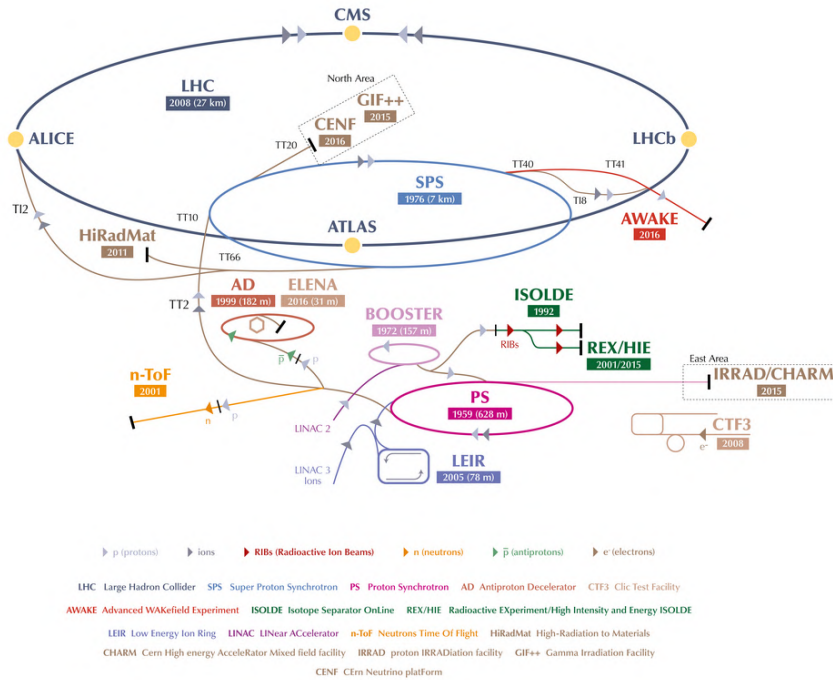 CMS
LHC
2008 (27 km)
North Area
GIF++
2015
CENF
2016
ALICE
LHCb
TT20
TT40
TT41
SPS
1976 (7 km)
TI8
TI2
TT10
AWAKE
2016
ATLAS
HiRadMat
2011
TT66
AD
1999 (182 m)
ELENA
2016 (31 m)
TT2
ISOLDE
1992
BOOSTER
1972 (157 m)
RIBs
REX/HIE
2001/2015
p̅
p
East Area
IRRAD/CHARM
2015
n-ToF
2001
PS
1959 (628 m)
n
p
LINAC 2
CTF3
2008
e-
LINAC 3
Ions
LEIR
2005 (78 m)
p (protons) ions RIBs (Radioactive Ion Beams) n (neutrons) p̅ (antiprotons) e- (electrons)
LHC Large Hadron Collider SPS Super Proton Synchrotron PS Proton Synchrotron AD Antiproton Decelerator CTF3 Clic Test Facility
AWAKE Advanced WAKefield Experiment ISOLDE Isotope Separator OnLine REX/HIE Radioactive EXperiment/High Intensity and Energy ISOLDE
LEIR Low Energy Ion Ring LINAC LINear ACcelerator n-ToF Neutrons Time Of Flight HiRadMat High-Radiation to Materials
CHARM Cern High energy AcceleRator Mixed field facility IRRAD proton IRRADiation facility GIF++ Gamma Irradiation Facility
CENF CErn Neutrino platForm